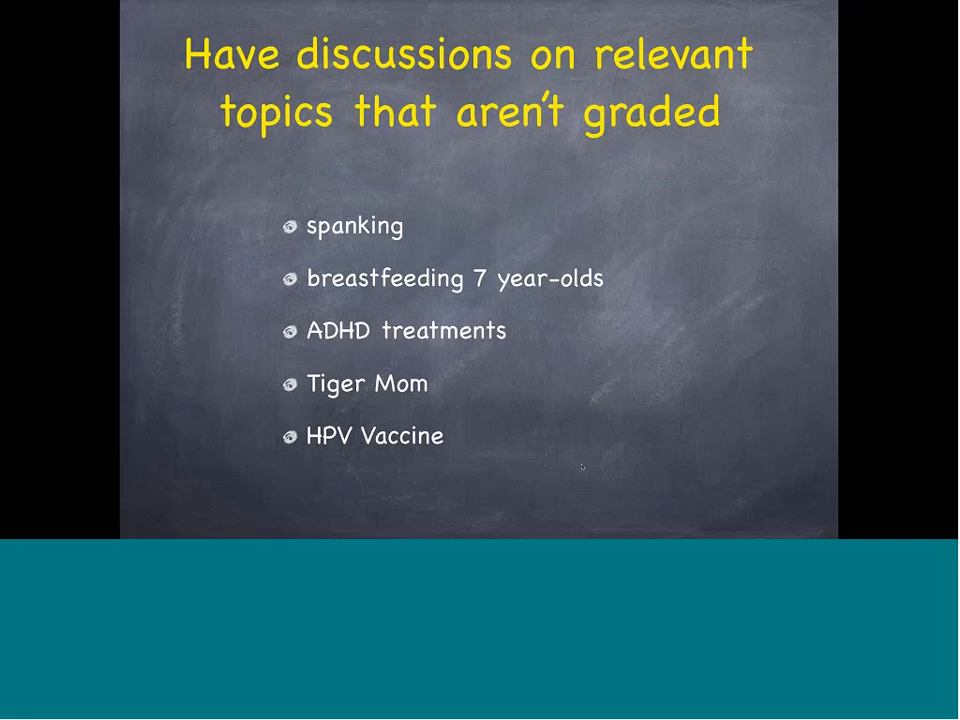 Have discussions on relevant
topics that aren't graded
spanking
breastfeeding 7 year-olds
ADHD treatments
Tiger Mom
HPV Vaccine